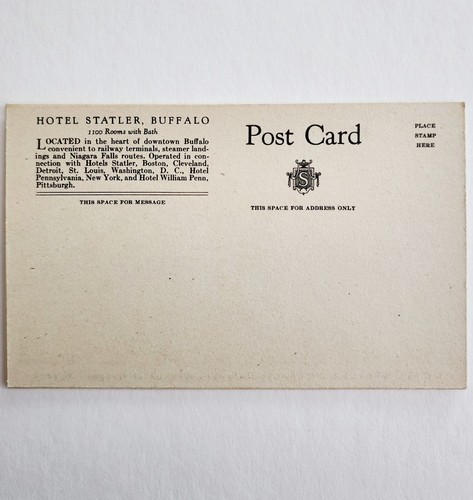 HOTEL STATLER, BUFFALO
1100 Rooms with Bath
LOCATED in the heart of downtown Buffalo
convenient to railway terminals, steamer land-
ings and Niagara Falls routes. Operated in con-
nection with Hotels Statler, Boston, Cleveland,
Detroit, St. Louis, Washington, D. C., Hotel
Pennsylvania, New York, and Hotel William Penn,
Pittsburgh.
THIS SPACE FOR MESSAGE
Post Card
S
THIS SPACE FOR ADDRESS ONLY
PLACE
STAMP
HERE